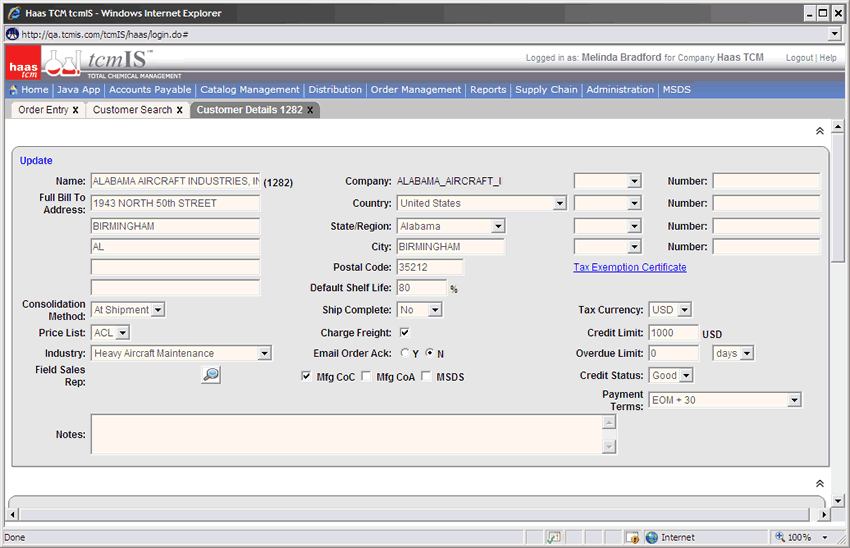 Haas TCM tcmIS - Windows Internet Explorer
http://qa.tcmis.com/tcmIS/haas/login.do#
haas tcm
tcmIS™
TOTAL CHEMICAL MANAGEMENT
Logged in as: Melinda Bradford for Company Haas TCM Logout | Help
Home Java App Accounts Payable Catalog Management Distribution Order Management Reports Supply Chain Administration MSDS
Order Entry x Customer Search x Customer Details 1282 x
Update
Name: ALABAMA AIRCRAFT INDUSTRIES, IN (1282) Company: ALABAMA_AIRCRAFT_I Number:
Full Bill To Address: 1943 NORTH 50th STREET Country: United States Number:
BIRMINGHAM State/Region: Alabama Number:
AL City: BIRMINGHAM Number:
Postal Code: 35212 Tax Exemption Certificate
Default Shelf Life: 80 %
Consolidation Method: At Shipment Ship Complete: No Tax Currency: USD
Price List: ACL Charge Freight: Credit Limit: 1000 USD
Industry: Heavy Aircraft Maintenance Email Order Ack: Y N Overdue Limit: 0 days
Field Sales Rep: Mfg CoC Mfg CoA MSDS Credit Status: Good
Payment Terms: EOM + 30
Notes:
Done Internet 100%